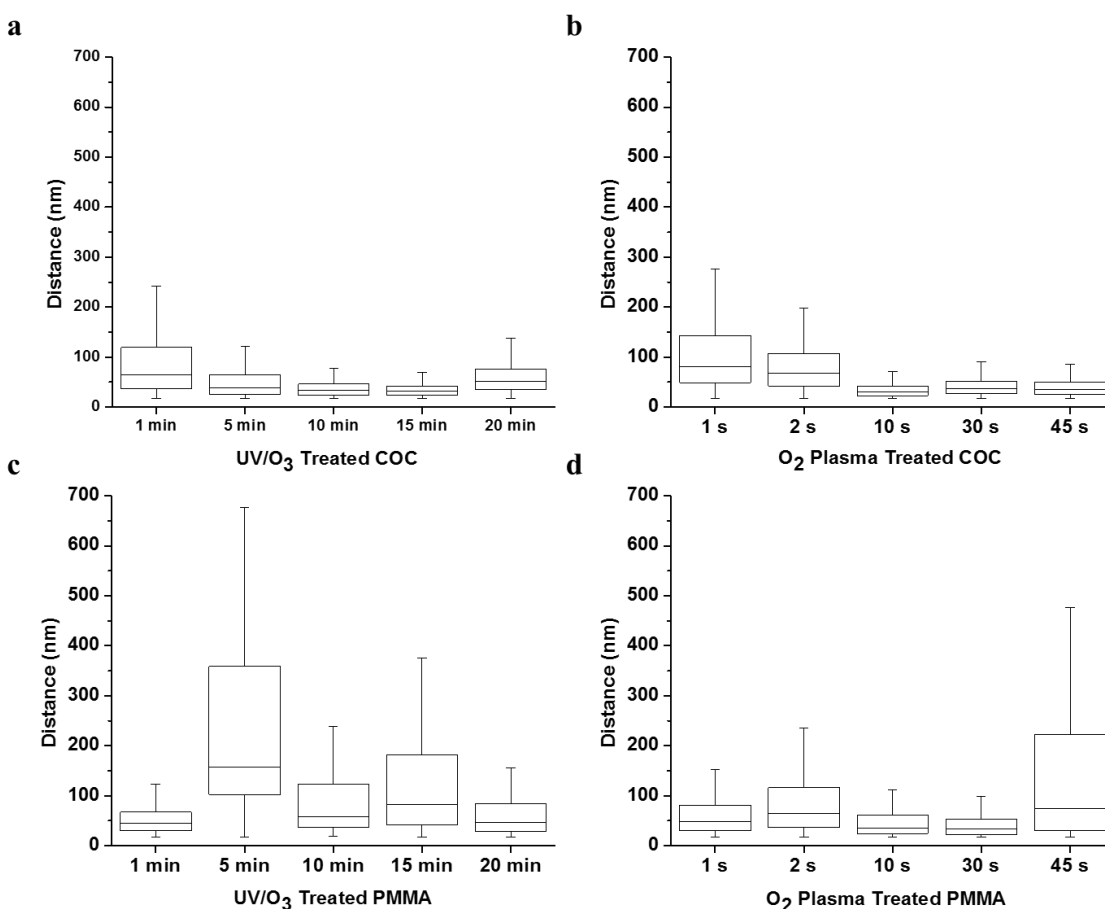 a
700
600
500
400
300
200
100
0
Distance (nm)
1 min 5 min 10 min 15 min 20 min
UV/O3 Treated COC
b
700
600
500
400
300
200
100
0
Distance (nm)
1 s 2 s 10 s 30 s 45 s
O2 Plasma Treated COC
c
700
600
500
400
300
200
100
0
Distance (nm)
1 min 5 min 10 min 15 min 20 min
UV/O3 Treated PMMA
d
700
600
500
400
300
200
100
0
Distance (nm)
1 s 2 s 10 s 30 s 45 s
O2 Plasma Treated PMMA